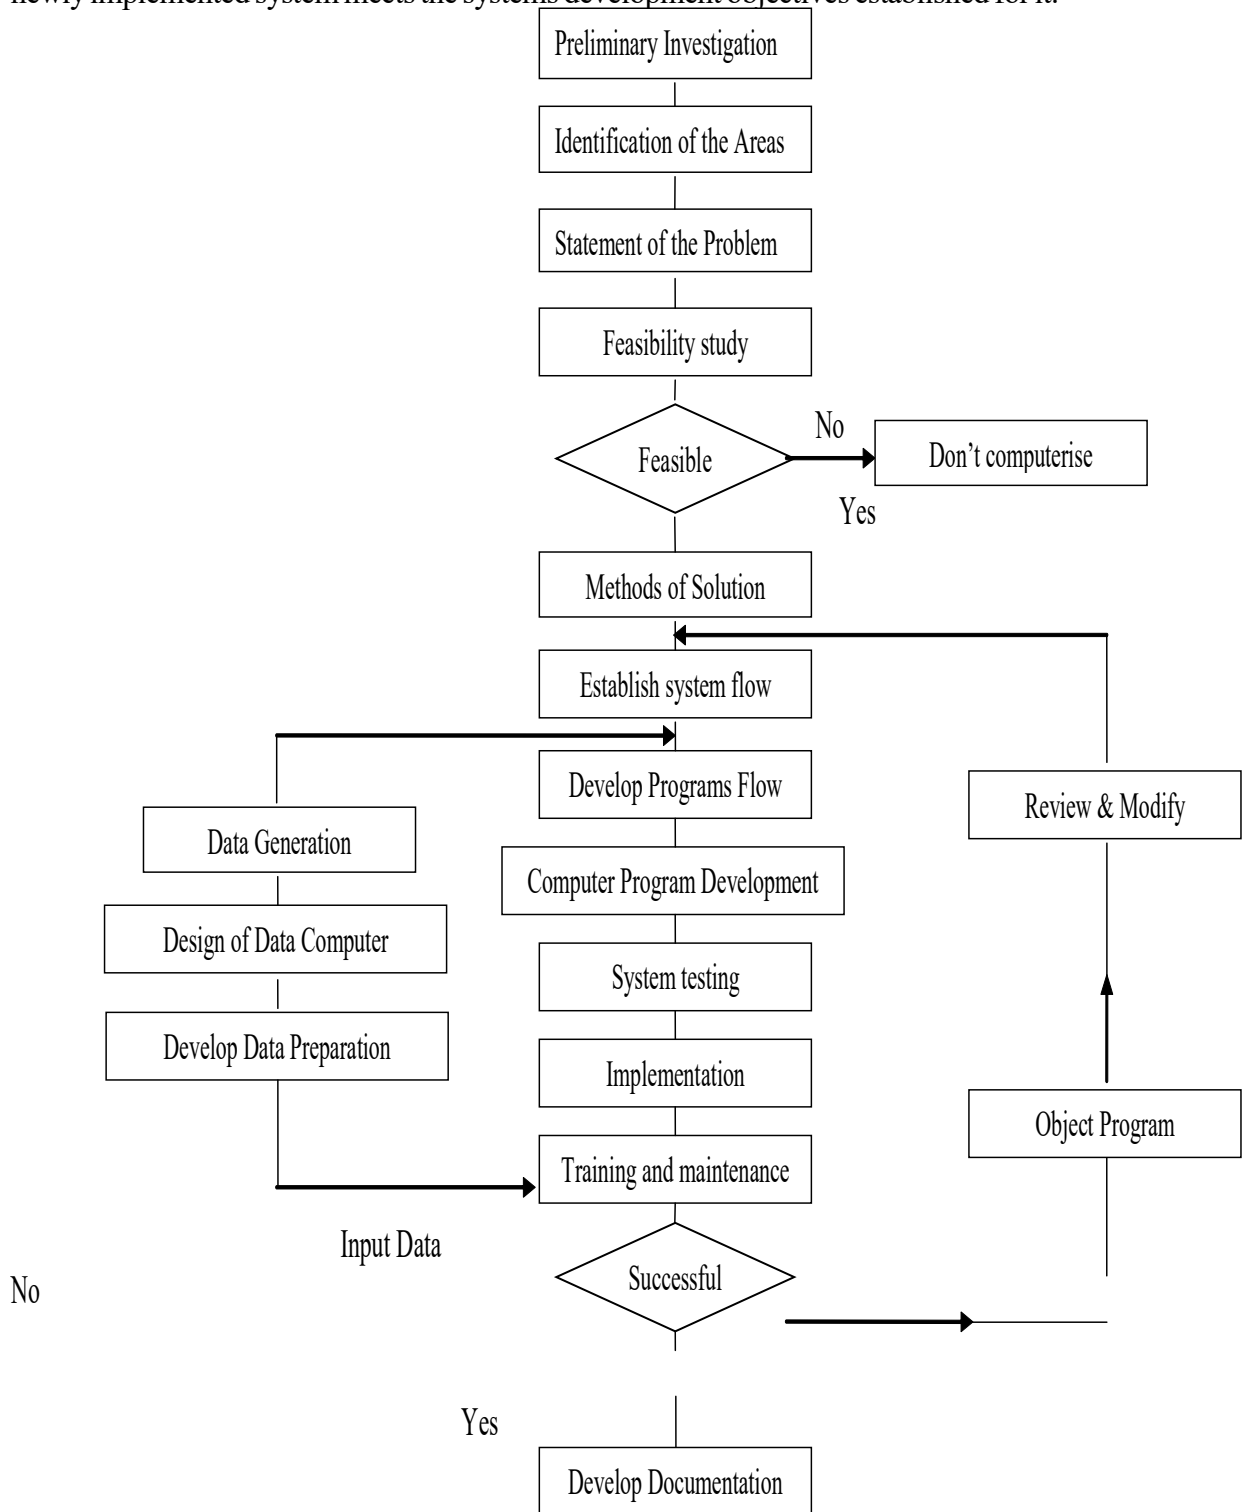 newly implemented system meets the systems development objectives established for it.
Preliminary Investigation
Identification of the Areas
Statement of the Problem
Feasibility study
No
Feasible
Don’t computerise
Yes
Methods of Solution
Establish system flow
Develop Programs Flow
Review & Modify
Data Generation
Computer Program Development
Design of Data Computer
System testing
Develop Data Preparation
Implementation
Object Program
Training and maintenance
Input Data
Successful
No
Yes
Develop Documentation